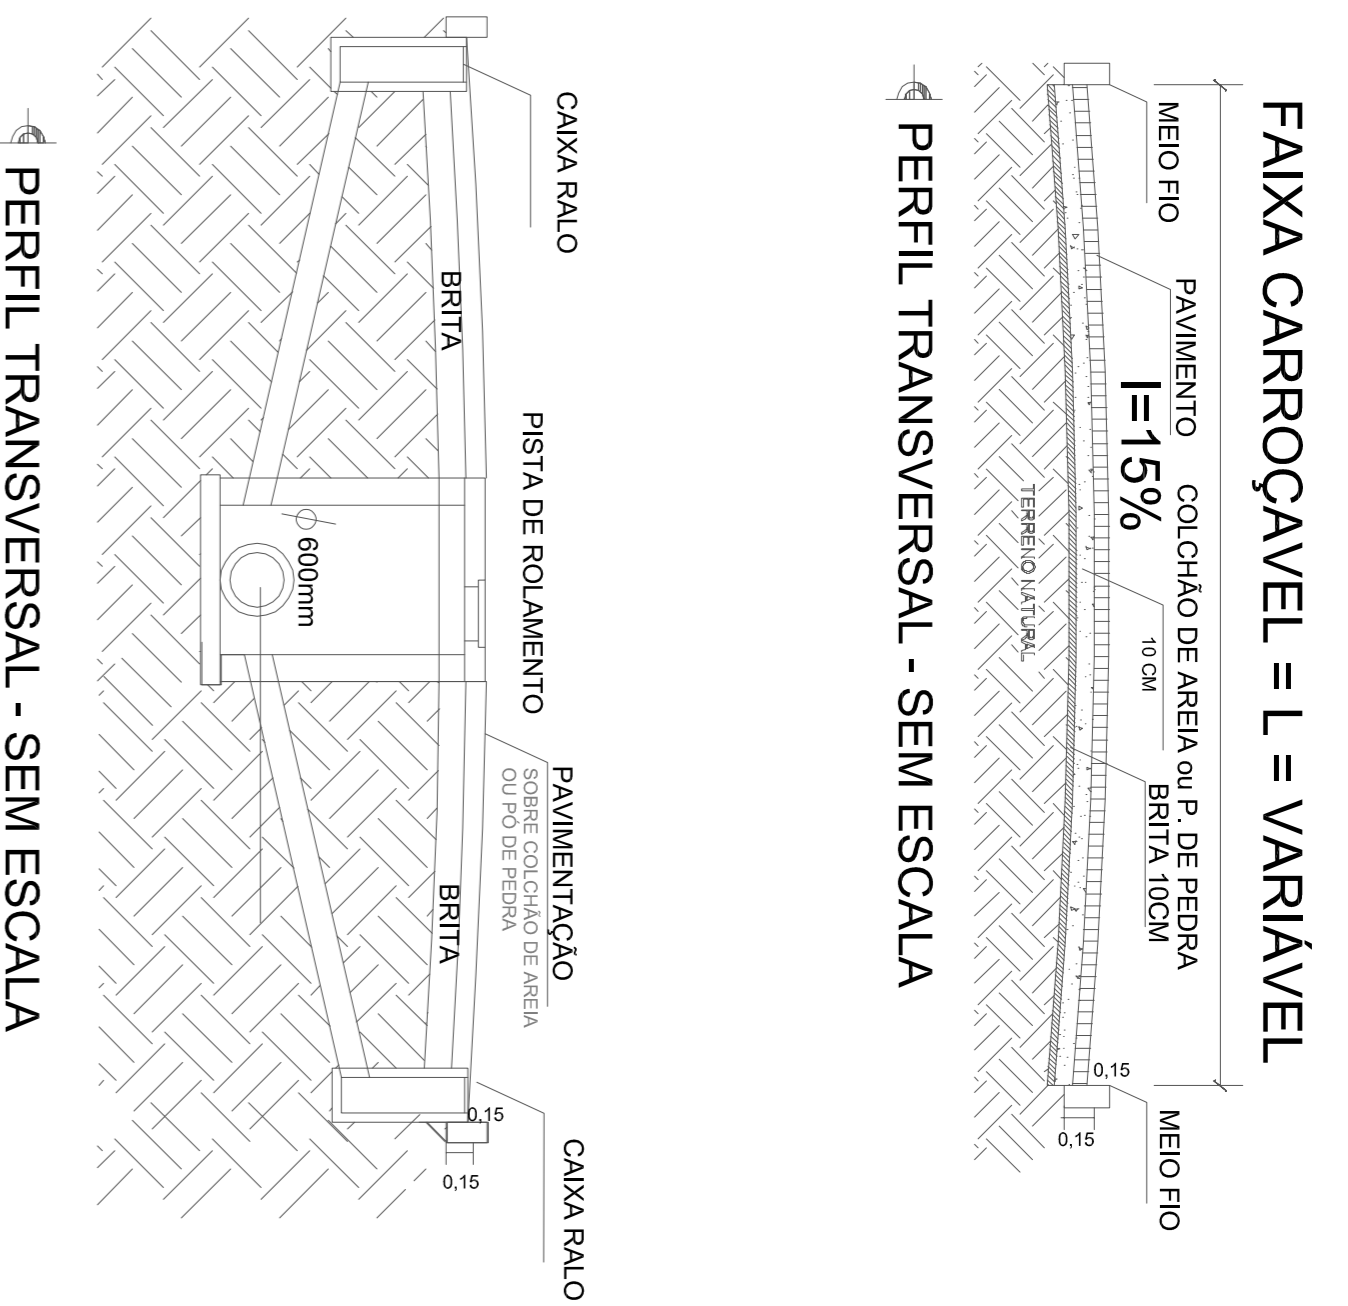 FAIXA CARROÇAVEL = L = VARIÁVEL
MEIO FIO
PAVIMENTO
COLCHÃO DE AREIA ou P. DE PEDRA
MEIO FIO
I=15%
10 CM
BRITA 10CM
0,15
0,15
TERRENO NATURAL
PERFIL TRANSVERSAL - SEM ESCALA
CAIXA RALO
PISTA DE ROLAMENTO
PAVIMENTAÇÃO
SOBRE COLCHÃO DE AREIA
OU PÓ DE PEDRA
CAIXA RALO
BRITA
BRITA
0,15
0,15
600mm
PERFIL TRANSVERSAL - SEM ESCALA